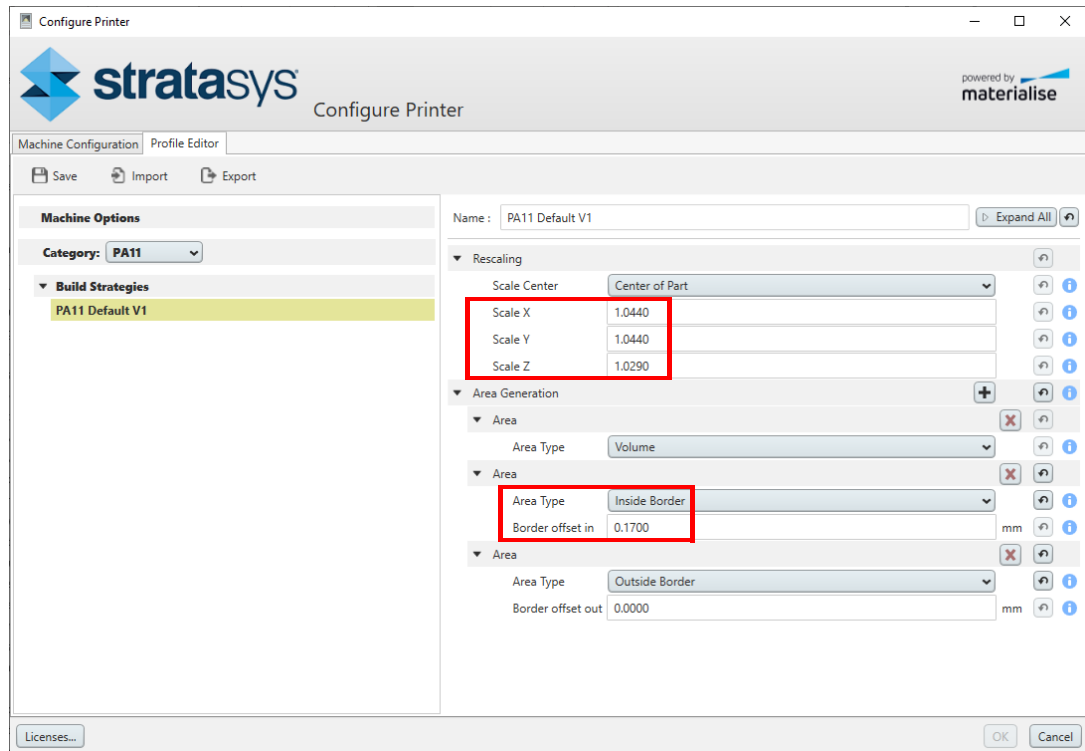 Configure Printer
stratasys
Configure Printer
powered by
materialise
Machine Configuration Profile Editor
Save Import Export
Machine Options
Category: PA11
Build Strategies
PA11 Default V1
Name : PA11 Default V1 Expand All
Rescaling
Scale Center Center of Part
Scale X 1.0440
Scale Y 1.0440
Scale Z 1.0290
Area Generation
Area
Area Type Volume
Area
Area Type Inside Border
Border offset in 0.1700 mm
Area
Area Type Outside Border
Border offset out 0.0000 mm
Licenses... OK Cancel